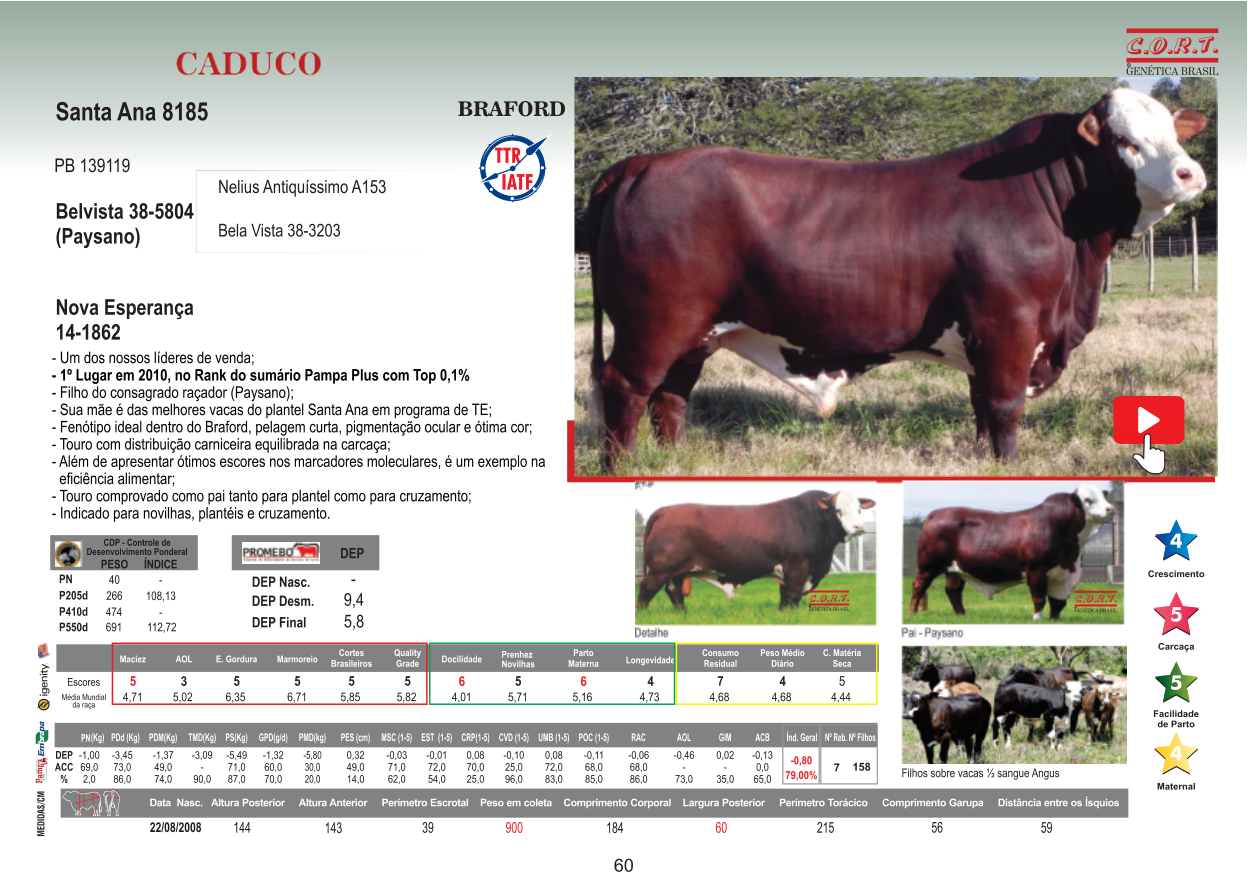 CADUCO
C.O.R.T.
GENÉTICA BRASIL
Santa Ana 8185
BRAFORD
TTR
IATF
PB 139119
Nelius Antiquíssimo A153
Belvista 38-5804
(Paysano)
Bela Vista 38-3203
Nova Esperança
14-1862
- Um dos nossos líderes de venda;
- 1º Lugar em 2010, no Rank do sumário Pampa Plus com Top 0,1%
- Filho do consagrado raçador (Paysano);
- Sua mãe é das melhores vacas do plantel Santa Ana em programa de TE;
- Fenótipo ideal dentro do Braford, pelagem curta, pigmentação ocular e ótima cor;
- Touro com distribuição carniceira equilibrada na carcaça;
- Além de apresentar ótimos escores nos marcadores moleculares, é um exemplo na
eficiência alimentar;
- Touro comprovado como pai tanto para plantel como para cruzamento;
- Indicado para novilhas, plantéis e cruzamento.
CDP - Controle de
Desenvolvimento Ponderal
PESO ÍNDICE
PN 40 -
P205d 266 108,13
P410d 474 -
P550d 691 112,72
PROMEBO DEP
DEP Nasc. -
DEP Desm. 9,4
DEP Final 5,8
C.O.R.T.
GENÉTICA BRASIL
Detalhe
C.O.R.T.
GENÉTICA BRASIL
Pai - Paysano
Filhos sobre vacas ½ sangue Angus
4
Crescimento
5
Carcaça
5
Facilidade
de Parto
4
Maternal
igenity
Maciez AOL E. Gordura Marmoreio Cortes Brasileiros Quality Grade Docilidade Prenhez Novilhas Parto Materna Longevidade Consumo Residual Peso Médio Diário C. Matéria Seca
Escores 5 3 5 5 5 5 6 5 6 4 7 4 5
Média Mundial da raça 4,71 5,02 6,35 6,71 5,85 5,82 4,01 5,71 5,16 4,73 4,68 4,68 4,44
Pampa Embrapa
PN(Kg) PDd (Kg) PDM(Kg) TMD(Kg) PS(Kg) GPD(g/d) PMD(kg) PES (cm) MSC (1-5) EST (1-5) CRP(1-5) CVD (1-5) UMB (1-5) POC (1-5) RAC AOL GIM ACB Índ. Geral Nº Reb. Nº Filhos
DEP -1,00 -3,45 -1,37 -3,09 -5,49 -1,32 -5,80 0,32 -0,03 -0,01 0,08 -0,10 0,08 -0,11 -0,06 -0,46 0,02 -0,13 -0,80
ACC 69,0 73,0 49,0 - 71,0 60,0 30,0 49,0 71,0 72,0 70,0 25,0 72,0 68,0 68,0 - - 0,0 7 158
% 2,0 86,0 74,0 90,0 87,0 70,0 20,0 14,0 62,0 54,0 25,0 96,0 83,0 85,0 86,0 73,0 35,0 65,0 79,00%
MEDIDAS/CM
Data Nasc. Altura Posterior Altura Anterior Perímetro Escrotal Peso em coleta Comprimento Corporal Largura Posterior Perímetro Torácico Comprimento Garupa Distância entre os Ísquios
22/08/2008 144 143 39 900 184 60 215 56 59
60